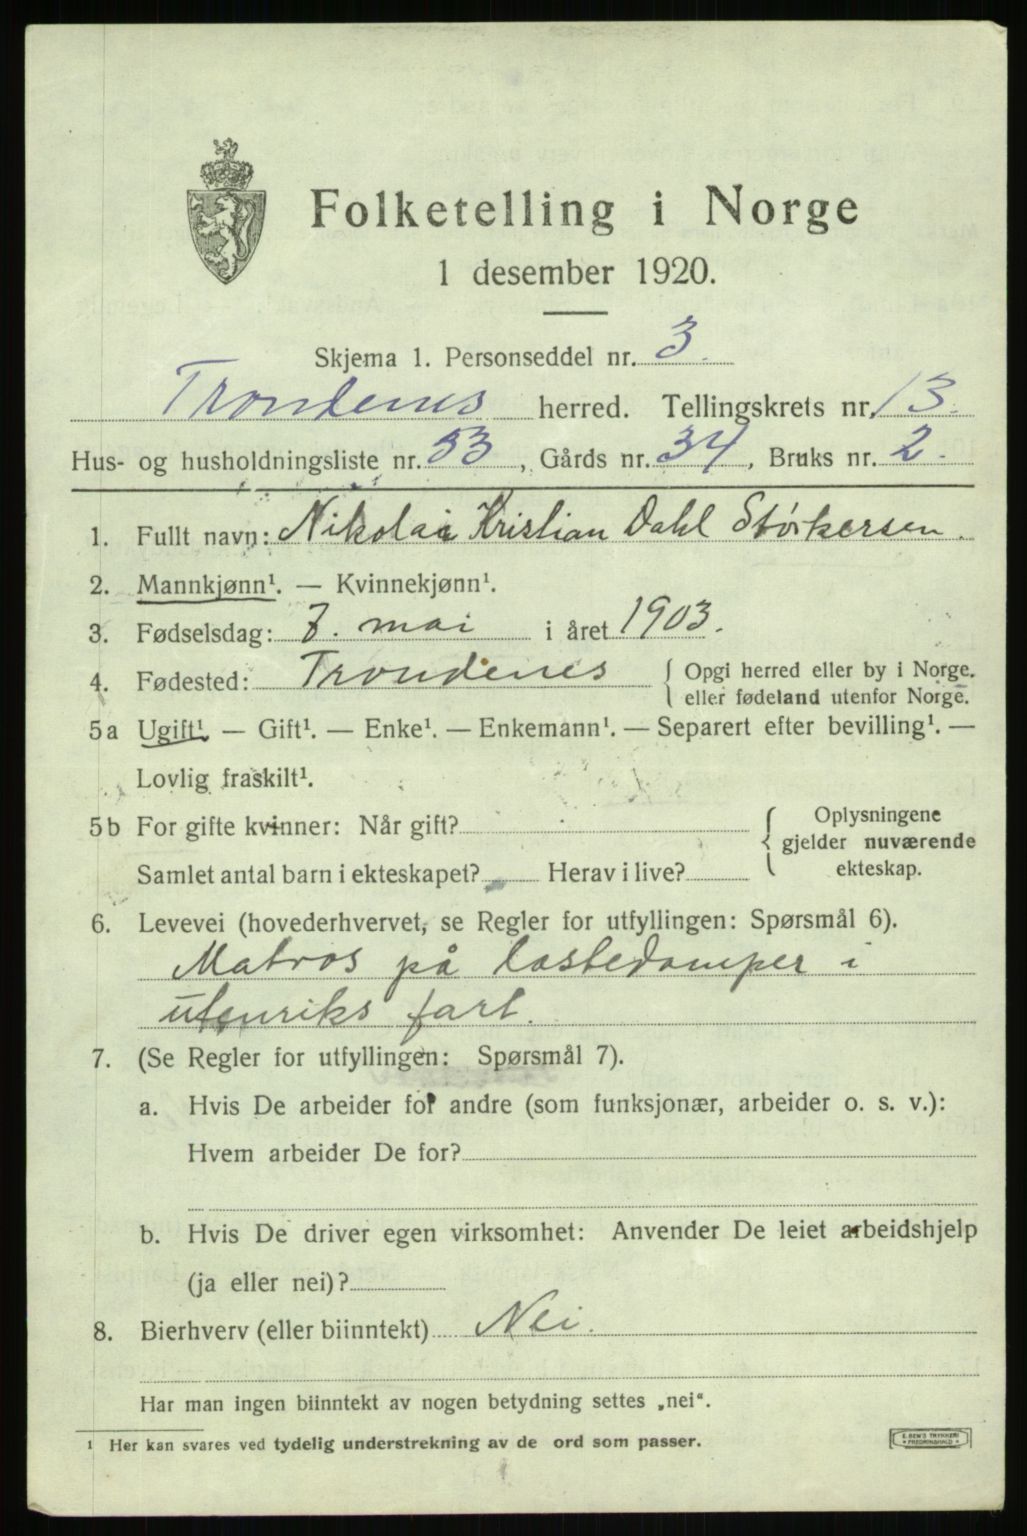 Folketelling i Norge
1 desember 1920.
Skjema 1. Personseddel nr. 3.
Trondenes herred. Tellingskrets nr. 13.
Hus- og husholdningsliste nr. 53, Gårds nr. 34, Bruks nr. 2.
1. Fullt navn: Nikolai Kristian Dahl Størkersen.
2. Mannkjønn¹. — Kvinnekjønn¹.
3. Fødselsdag: 7. mai i året 1903.
4. Fødested: Trondenes { Opgi herred eller by i Norge.
eller fødeland utenfor Norge.
5a Ugift¹. — Gift¹. — Enke¹. — Enkemann¹. — Separert efter bevilling¹. —
Lovlig fraskilt¹.
5b For gifte kvinner: Når gift? { Oplysningene
gjelder nuværende
ekteskap.
Samlet antal barn i ekteskapet? Herav i live?
6. Levevei (hovederhvervet, se Regler for utfyllingen: Spørsmål 6).
Matros på lastedamper i
utenriks fart.
7. (Se Regler for utfyllingen: Spørsmål 7).
a. Hvis De arbeider for andre (som funksjonær, arbeider o. s. v.):
Hvem arbeider De for?
b. Hvis De driver egen virksomhet: Anvender De leiet arbeidshjelp
(ja eller nei)?
8. Bierhverv (eller biinntekt) Nei.
Har man ingen biinntekt av nogen betydning settes „nei“.
¹ Her kan svares ved tydelig understrekning av de ord som passer.
E. SEM'S TRYKKERI
FREDRIKSHALD